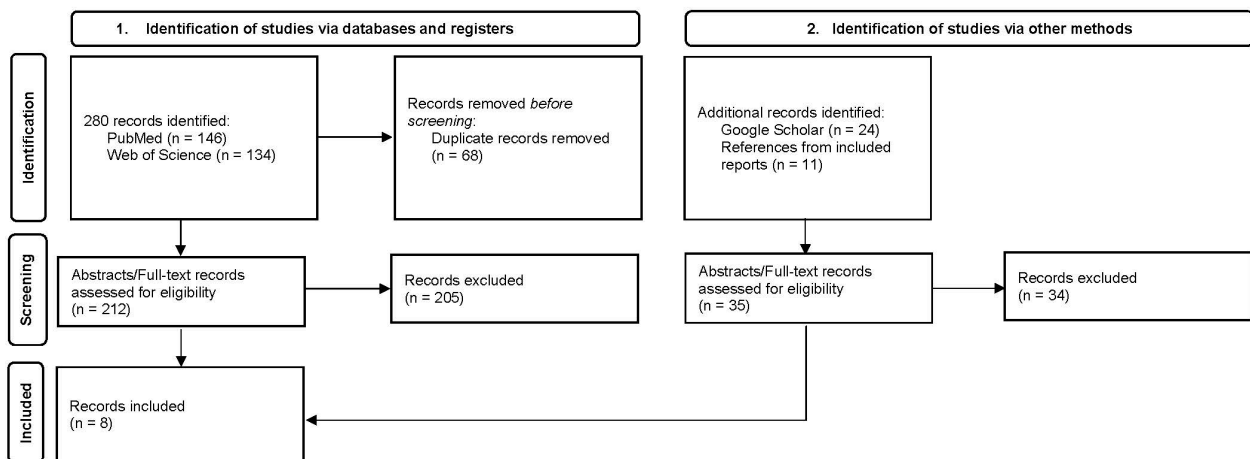 1. Identification of studies via databases and registers
2. Identification of studies via other methods
Identification
280 records identified:
PubMed (n = 146)
Web of Science (n = 134)
Records removed before
screening:
Duplicate records removed
(n = 68)
Additional records identified:
Google Scholar (n = 24)
References from included
reports (n = 11)
Screening
Abstracts/Full-text records
assessed for eligibility
(n = 212)
Records excluded
(n = 205)
Abstracts/Full-text records
assessed for eligibility
(n = 35)
Records excluded
(n = 34)
Included
Records included
(n = 8)